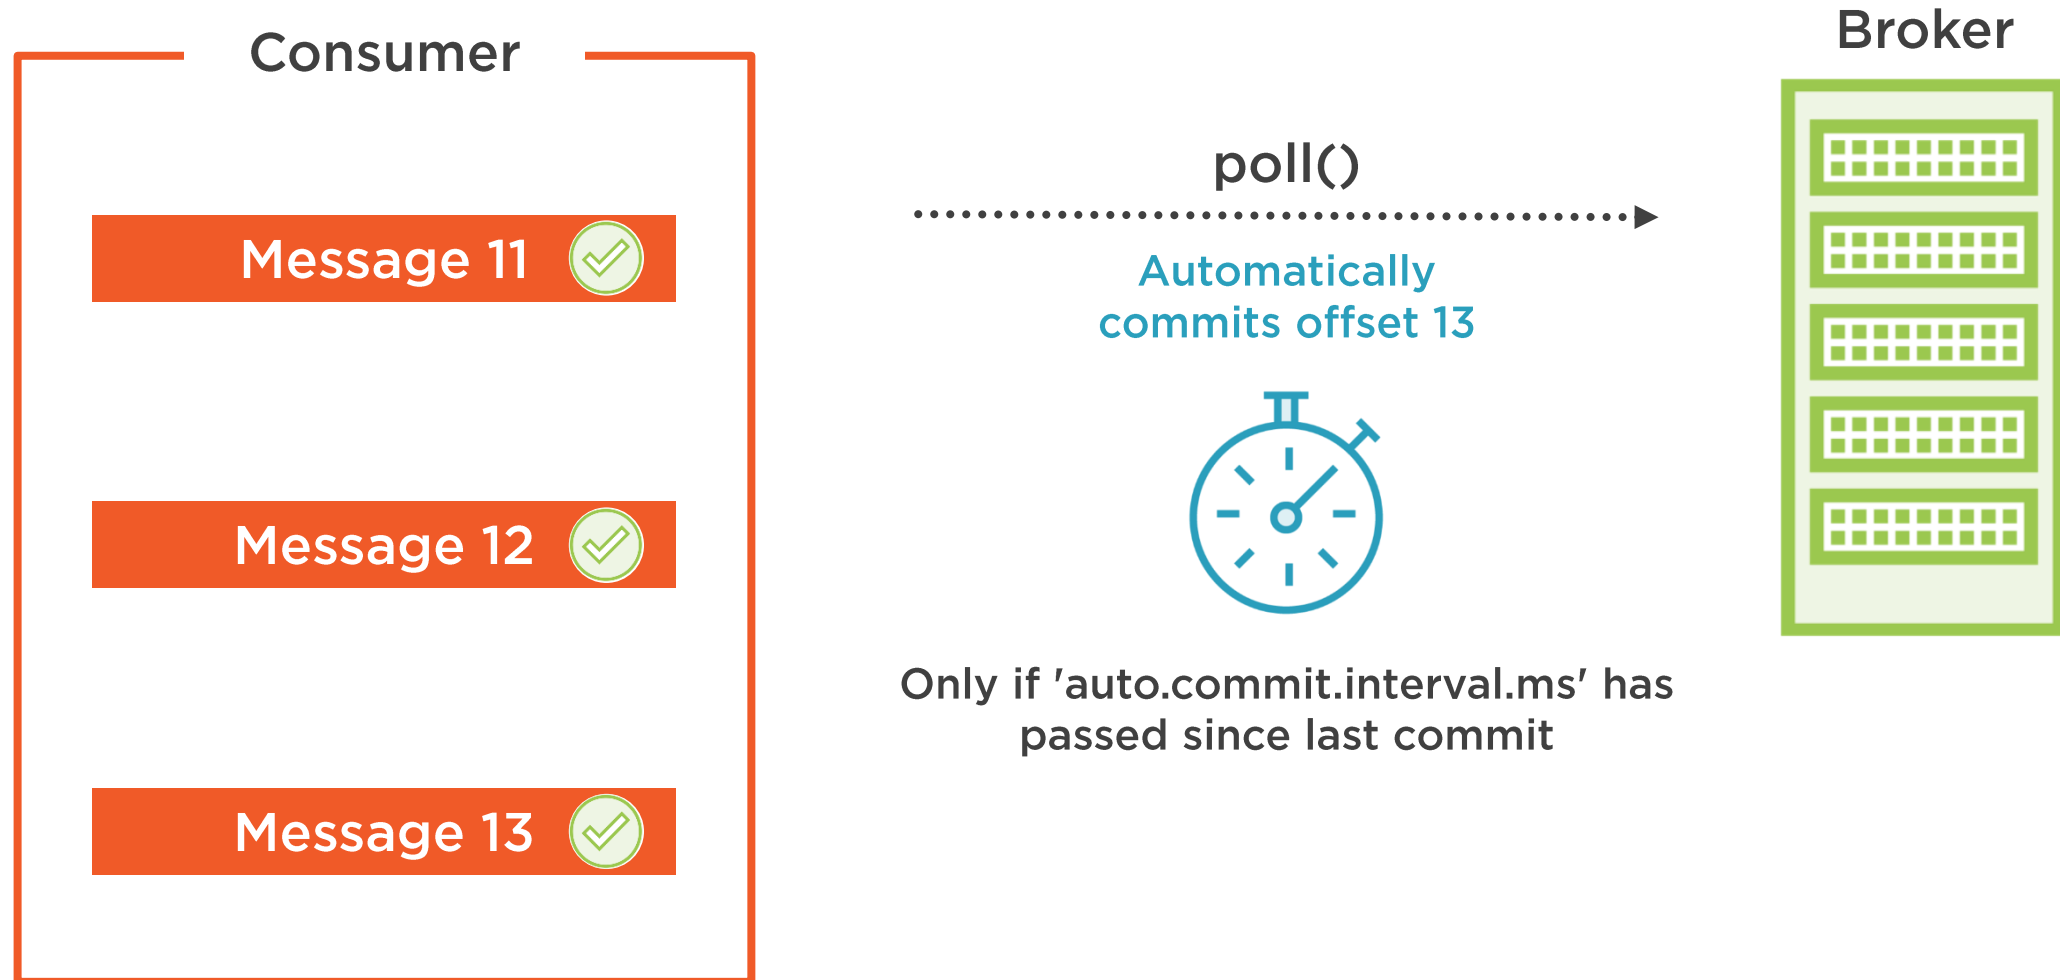 Consumer
Broker
Message 11
Message 12
Message 13
poll()
Automatically
commits offset 13
Only if 'auto.commit.interval.ms' has
passed since last commit